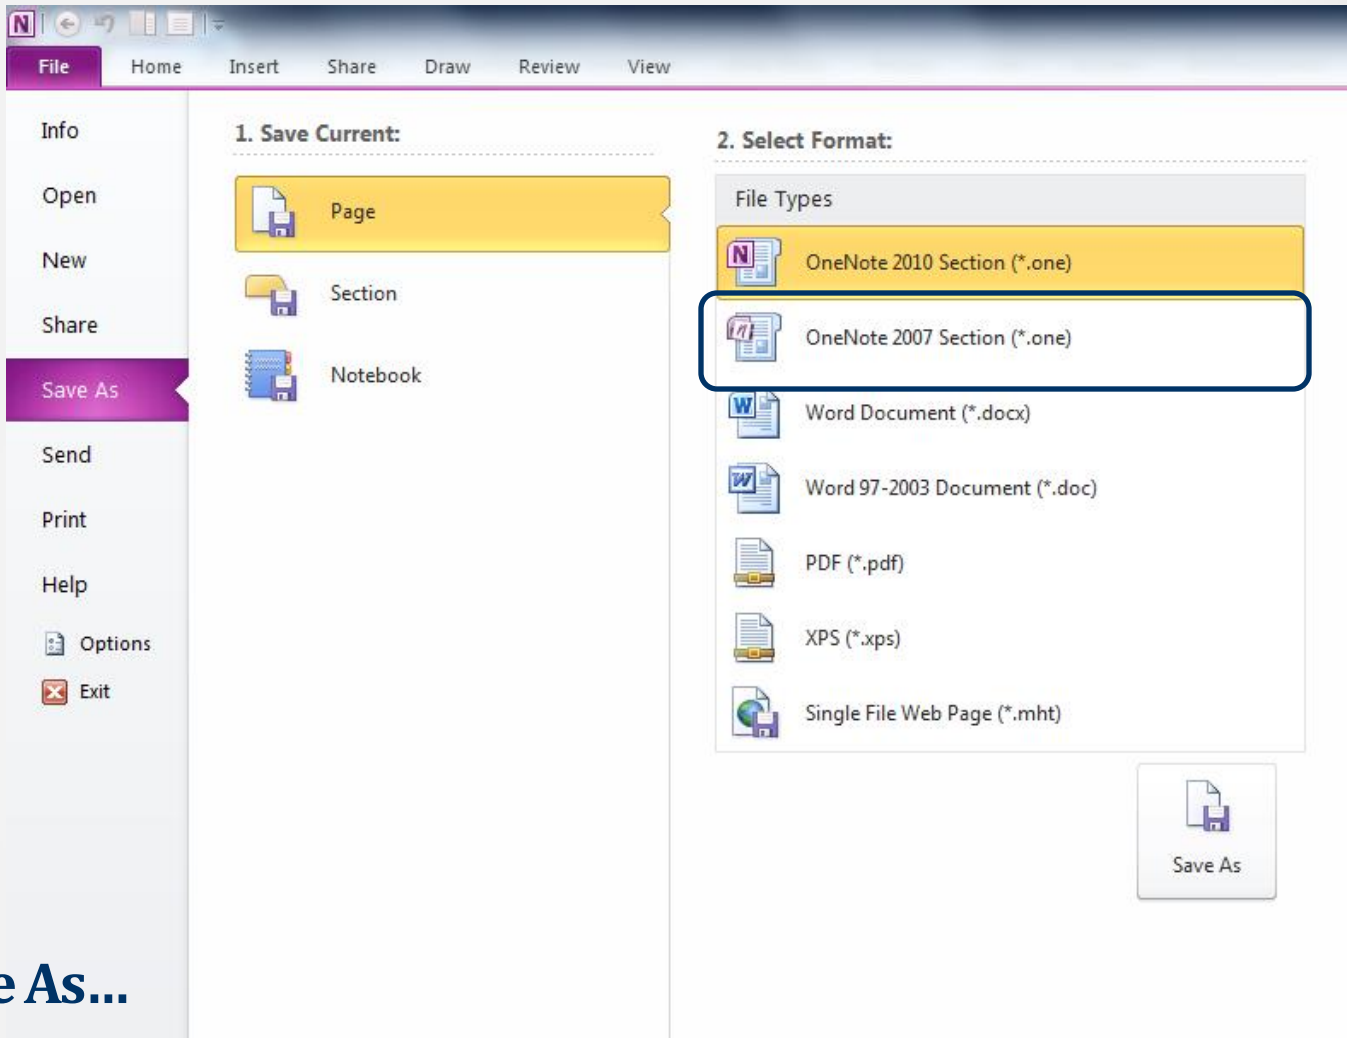 File Home Insert Share Draw Review View
Info
Open
New
Share
Save As
Send
Print
Help
Options
Exit
1. Save Current:
Page
Section
Notebook
2. Select Format:
File Types
OneNote 2010 Section (*.one)
OneNote 2007 Section (*.one)
Word Document (*.docx)
Word 97-2003 Document (*.doc)
PDF (*.pdf)
XPS (*.xps)
Single File Web Page (*.mht)
Save As
e As...